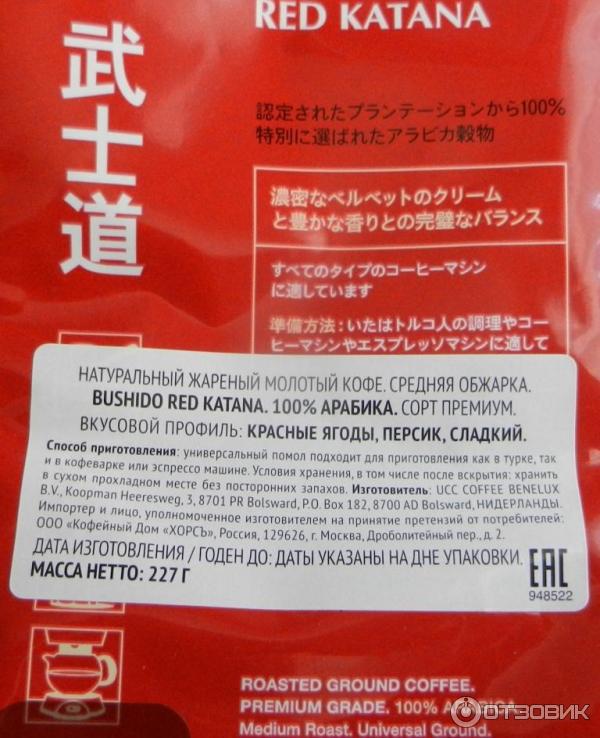 RED KATANA
武士道
認定されたプランテーションから100%
特別に選ばれたアラビカ穀物
濃密なベルベットのクリーム
と豊かな香りとの完璧なバランス
すべてのタイプのコーヒーマシン
に適しています
準備方法：いたはトルコ人の調理やコー
ヒーマシンやエスプレッソマシンに適して
НАТУРАЛЬНЫЙ ЖАРЕНЫЙ МОЛОТЫЙ КОФЕ. СРЕДНЯЯ ОБЖАРКА.
BUSHIDO RED KATANA. 100% АРАБИКА. СОРТ ПРЕМИУМ.
ВКУСОВОЙ ПРОФИЛЬ: КРАСНЫЕ ЯГОДЫ, ПЕРСИК, СЛАДКИЙ.
Способ приготовления: универсальный помол подходит для приготовления как в турке, так
и в кофеварке или эспрессо машине. Условия хранения, в том числе после вскрытия: хранить
в сухом прохладном месте без посторонних запахов. Изготовитель: UCC COFFEE BENELUX
B.V., Koopman Heeresweg, 3, 8701 PR Bolsward, P.O. Box 182, 8700 AD Bolsward, НИДЕРЛАНДЫ.
Импортер и лицо, уполномоченное изготовителем на принятие претензий от потребителей:
ООО «Кофейный Дом «ХОРСЪ», Россия, 129626, г. Москва, Дроболитейный пер., д. 2.
ДАТА ИЗГОТОВЛЕНИЯ / ГОДЕН ДО: ДАТЫ УКАЗАНЫ НА ДНЕ УПАКОВКИ.
МАССА НЕТТО: 227 Г
EAC
948522
ROASTED GROUND COFFEE.
PREMIUM GRADE. 100% ARABICA.
Medium Roast. Universal Ground.
ОТЗОВИК